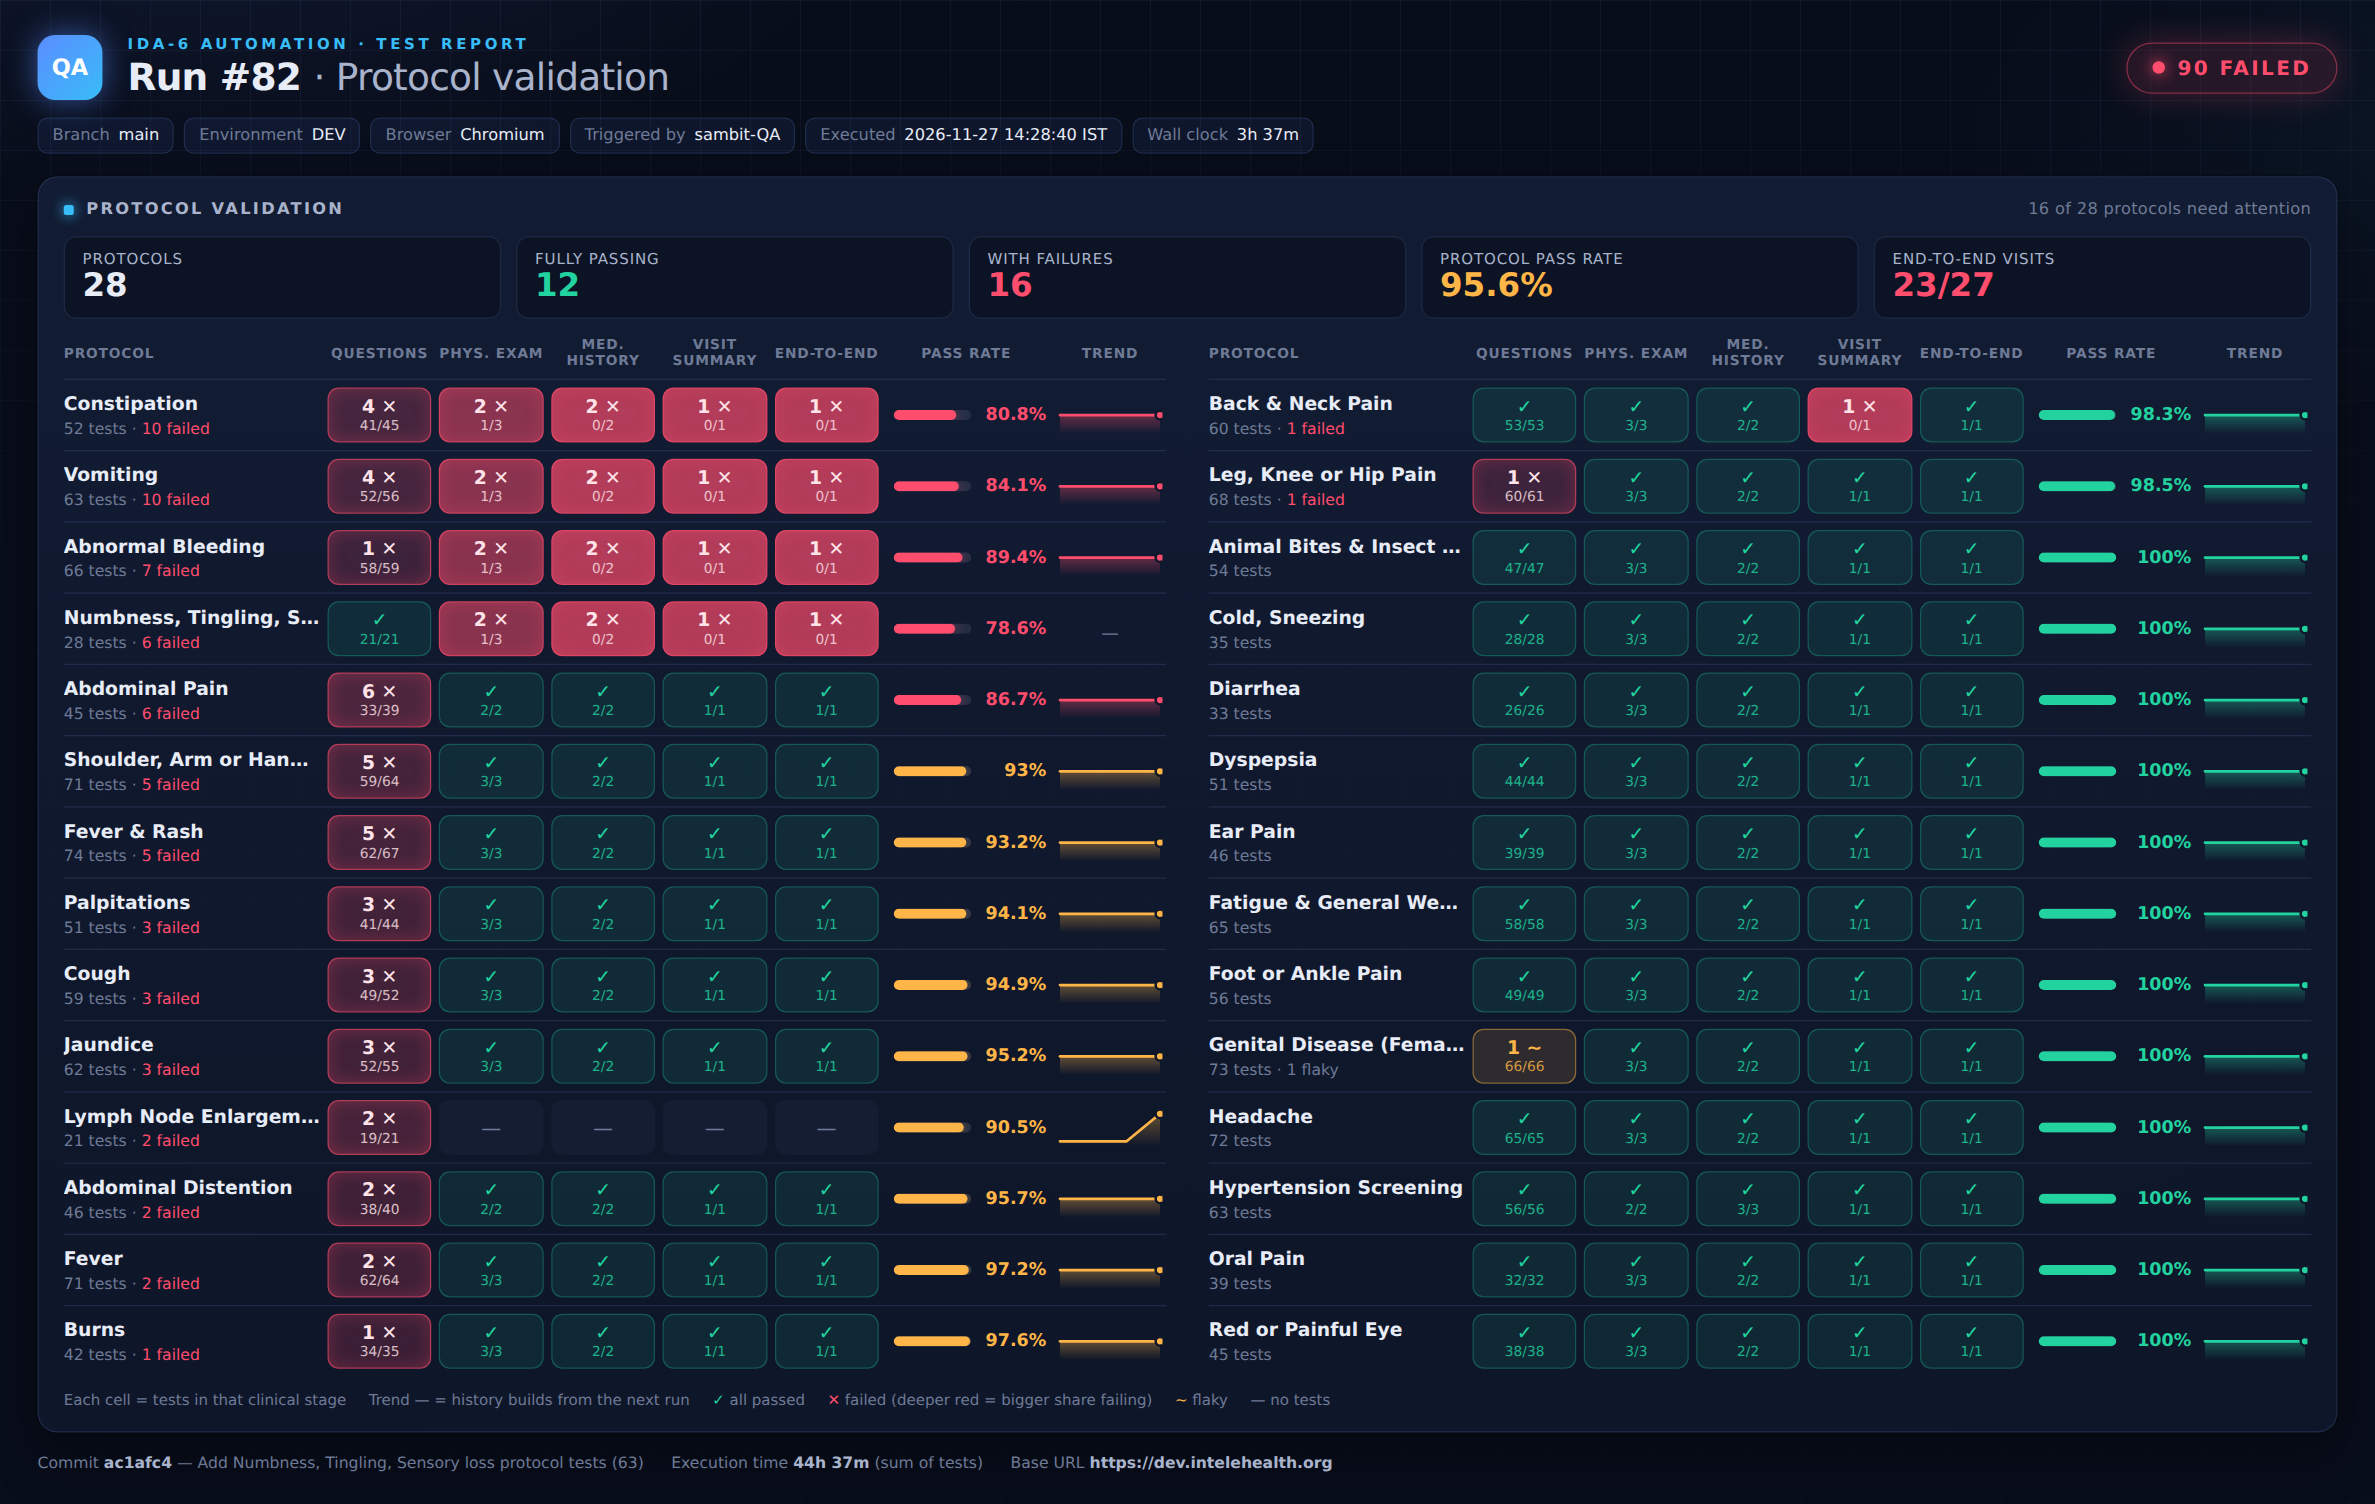 QA
IDA-6 AUTOMATION · TEST REPORT
Run #82 · Protocol validation
90 FAILED
Branch main
Environment DEV
Browser Chromium
Triggered by sambit-QA
Executed 2026-11-27 14:28:40 IST
Wall clock 3h 37m
PROTOCOL VALIDATION
16 of 28 protocols need attention
PROTOCOLS
28
FULLY PASSING
12
WITH FAILURES
16
PROTOCOL PASS RATE
95.6%
END-TO-END VISITS
23/27
PROTOCOL QUESTIONS PHYS. EXAM MED. HISTORY VISIT SUMMARY END-TO-END PASS RATE TREND
Constipation 4 ✕ 2 ✕ 2 ✕ 1 ✕ 1 ✕ 80.8%
52 tests · 10 failed 41/45 1/3 0/2 0/1 0/1
Vomiting 4 ✕ 2 ✕ 2 ✕ 1 ✕ 1 ✕ 84.1%
63 tests · 10 failed 52/56 1/3 0/2 0/1 0/1
Abnormal Bleeding 1 ✕ 2 ✕ 2 ✕ 1 ✕ 1 ✕ 89.4%
66 tests · 7 failed 58/59 1/3 0/2 0/1 0/1
Numbness, Tingling, S… ✓ 2 ✕ 2 ✕ 1 ✕ 1 ✕ 78.6% —
28 tests · 6 failed 21/21 1/3 0/2 0/1 0/1
Abdominal Pain 6 ✕ ✓ ✓ ✓ ✓ 86.7%
45 tests · 6 failed 33/39 2/2 2/2 1/1 1/1
Shoulder, Arm or Han… 5 ✕ ✓ ✓ ✓ ✓ 93%
71 tests · 5 failed 59/64 3/3 2/2 1/1 1/1
Fever & Rash 5 ✕ ✓ ✓ ✓ ✓ 93.2%
74 tests · 5 failed 62/67 3/3 2/2 1/1 1/1
Palpitations 3 ✕ ✓ ✓ ✓ ✓ 94.1%
51 tests · 3 failed 41/44 3/3 2/2 1/1 1/1
Cough 3 ✕ ✓ ✓ ✓ ✓ 94.9%
59 tests · 3 failed 49/52 3/3 2/2 1/1 1/1
Jaundice 3 ✕ ✓ ✓ ✓ ✓ 95.2%
62 tests · 3 failed 52/55 3/3 2/2 1/1 1/1
Lymph Node Enlargem… 2 ✕ — — — — 90.5%
21 tests · 2 failed 19/21
Abdominal Distention 2 ✕ ✓ ✓ ✓ ✓ 95.7%
46 tests · 2 failed 38/40 2/2 2/2 1/1 1/1
Fever 2 ✕ ✓ ✓ ✓ ✓ 97.2%
71 tests · 2 failed 62/64 3/3 2/2 1/1 1/1
Burns 1 ✕ ✓ ✓ ✓ ✓ 97.6%
42 tests · 1 failed 34/35 3/3 2/2 1/1 1/1
PROTOCOL QUESTIONS PHYS. EXAM MED. HISTORY VISIT SUMMARY END-TO-END PASS RATE TREND
Back & Neck Pain ✓ ✓ ✓ 1 ✕ ✓ 98.3%
60 tests · 1 failed 53/53 3/3 2/2 0/1 1/1
Leg, Knee or Hip Pain 1 ✕ ✓ ✓ ✓ ✓ 98.5%
68 tests · 1 failed 60/61 3/3 2/2 1/1 1/1
Animal Bites & Insect … ✓ ✓ ✓ ✓ ✓ 100%
54 tests 47/47 3/3 2/2 1/1 1/1
Cold, Sneezing ✓ ✓ ✓ ✓ ✓ 100%
35 tests 28/28 3/3 2/2 1/1 1/1
Diarrhea ✓ ✓ ✓ ✓ ✓ 100%
33 tests 26/26 3/3 2/2 1/1 1/1
Dyspepsia ✓ ✓ ✓ ✓ ✓ 100%
51 tests 44/44 3/3 2/2 1/1 1/1
Ear Pain ✓ ✓ ✓ ✓ ✓ 100%
46 tests 39/39 3/3 2/2 1/1 1/1
Fatigue & General We… ✓ ✓ ✓ ✓ ✓ 100%
65 tests 58/58 3/3 2/2 1/1 1/1
Foot or Ankle Pain ✓ ✓ ✓ ✓ ✓ 100%
56 tests 49/49 3/3 2/2 1/1 1/1
Genital Disease (Fema… 1 ~ ✓ ✓ ✓ ✓ 100%
73 tests · 1 flaky 66/66 3/3 2/2 1/1 1/1
Headache ✓ ✓ ✓ ✓ ✓ 100%
72 tests 65/65 3/3 2/2 1/1 1/1
Hypertension Screening ✓ ✓ ✓ ✓ ✓ 100%
63 tests 56/56 2/2 3/3 1/1 1/1
Oral Pain ✓ ✓ ✓ ✓ ✓ 100%
39 tests 32/32 3/3 2/2 1/1 1/1
Red or Painful Eye ✓ ✓ ✓ ✓ ✓ 100%
45 tests 38/38 3/3 2/2 1/1 1/1
Each cell = tests in that clinical stage Trend — = history builds from the next run ✓ all passed ✕ failed (deeper red = bigger share failing) ~ flaky — no tests
Commit ac1afc4 — Add Numbness, Tingling, Sensory loss protocol tests (63) Execution time 44h 37m (sum of tests) Base URL https://dev.intelehealth.org